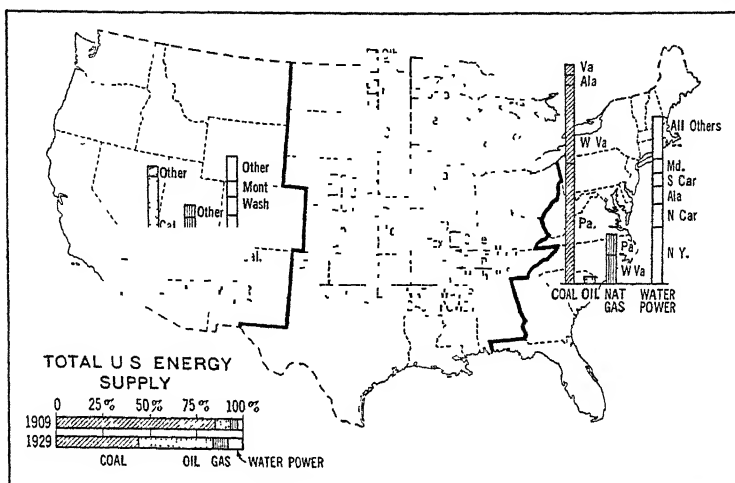 Va
Ala
W Va
Pa.
All Others
Md.
S Car
Ala
N Car
N Y.
Pa
W Va
COAL OIL NAT GAS WATER POWER
Other
Cal.
Other
Other
Mont
Wash
TOTAL U S ENERGY
SUPPLY
0 25% 50% 75% 100%
1909
1929
COAL OIL GAS WATER POWER